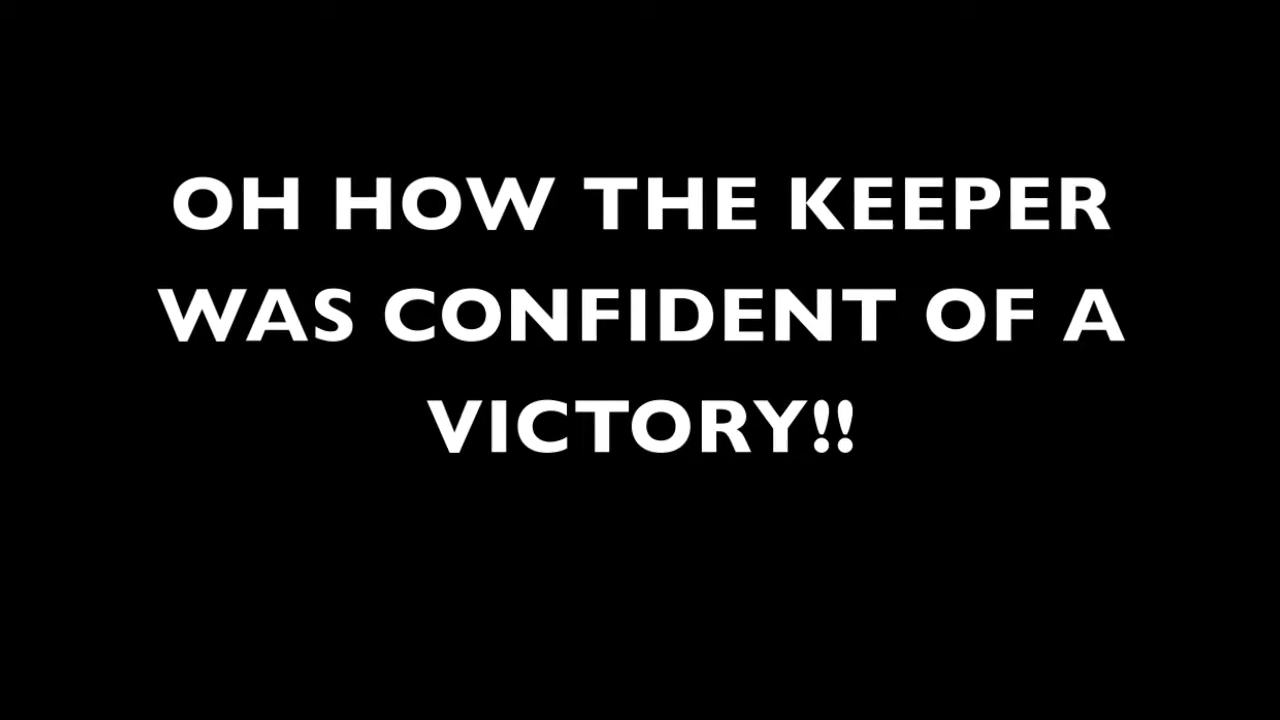 OH HOW THE KEEPER
WAS CONFIDENT OF A
VICTORY!!